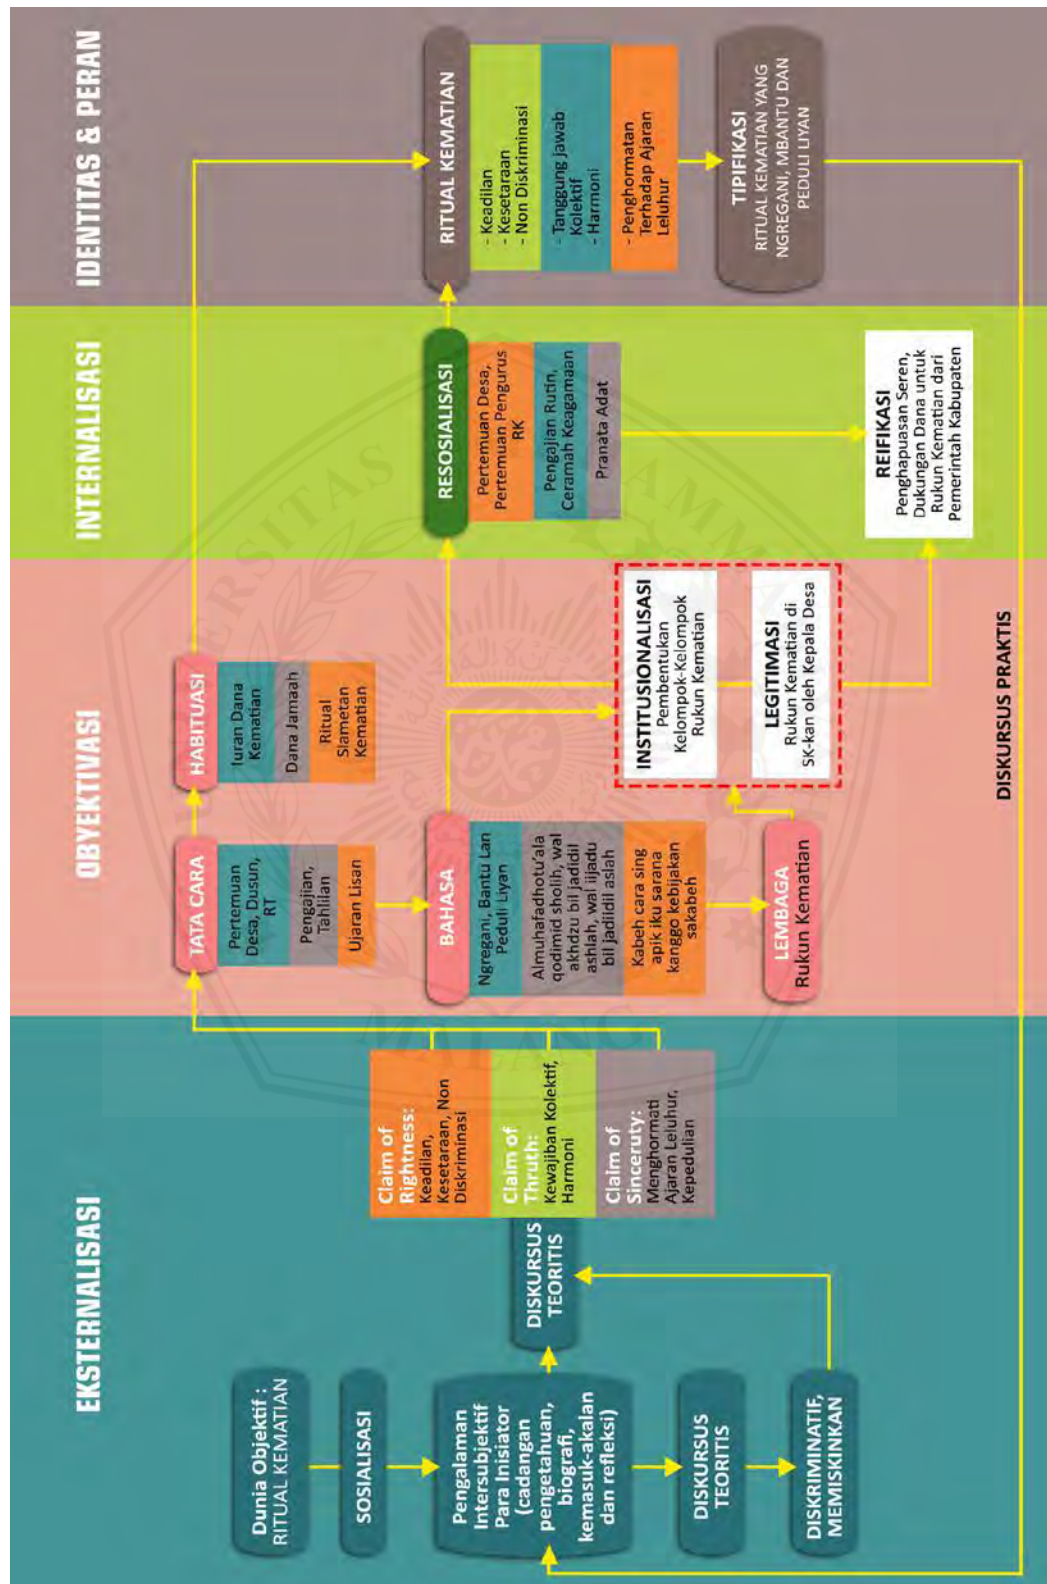 EKSTERNALISASI
Dunia Objektif :
RITUAL KEMATIAN
SOSIALISASI
Pengalaman
Intersubjektif
Para Inisiator
(cadangan
pengetahuan,
biografi,
kemasuk-akalan
dan refleksi)
DISKURSUS
TEORITIS
DISKRIMINATIF,
MEMISKINKAN
DISKURSUS
TEORITIS
Claim of
Rightness:
Keadilan,
Kesetaraan, Non
Diskriminasi
Claim of
Thruth:
Kewajiban Kolektif,
Harmoni
Claim of
Sinceruty:
Menghormati
Ajaran Leluhur,
Kepedulian
OBYEKTIVASI
TATA CARA
Pertemuan
Desa, Dusun,
RT
Pengajian,
Tahlilan
Ujaran Lisan
HABITUASI
Iuran Dana
Kematian
Dana Jamaah
Ritual
Slametan
Kematian
BAHASA
Ngregani, Bantu Lan
Peduli Liyan
Almuhafadhotu'ala
qodimid sholih, wal
akhdzu bil jadidil
ashlah, wal iijadu
bil jadiidil aslah
Kabeh cara sing
apik iku sarana
kanggo kebijakan
sakabeh
LEMBAGA
Rukun Kematian
INSTITUSIONALISASI
Pembentukan
Kelompok-Kelompok
Rukun Kematian
LEGITIMASI
Rukun Kematian di
SK-kan oleh Kepala Desa
INTERNALISASI
RESOSIALISASI
Pertemuan Desa,
Pertemuan Pengurus
RK
Pengajian Rutin,
Ceramah Keagamaan
Pranata Adat
REIFIKASI
Penghapuasan Seren,
Dukungan Dana untuk
Rukun Kematian dari
Pemerintah Kabupaten
IDENTITAS & PERAN
RITUAL KEMATIAN
- Keadilan
- Kesetaraan
- Non Diskriminasi
- Tanggung jawab
Kolektif
- Harmoni
- Penghormatan
Terhadap Ajaran
Leluhur
TIPIFIKASI
RITUAL KEMATIAN YANG
NGREGANI, MBANTU DAN
PEDULI LIYAN
DISKURSUS PRAKTIS
MALANG